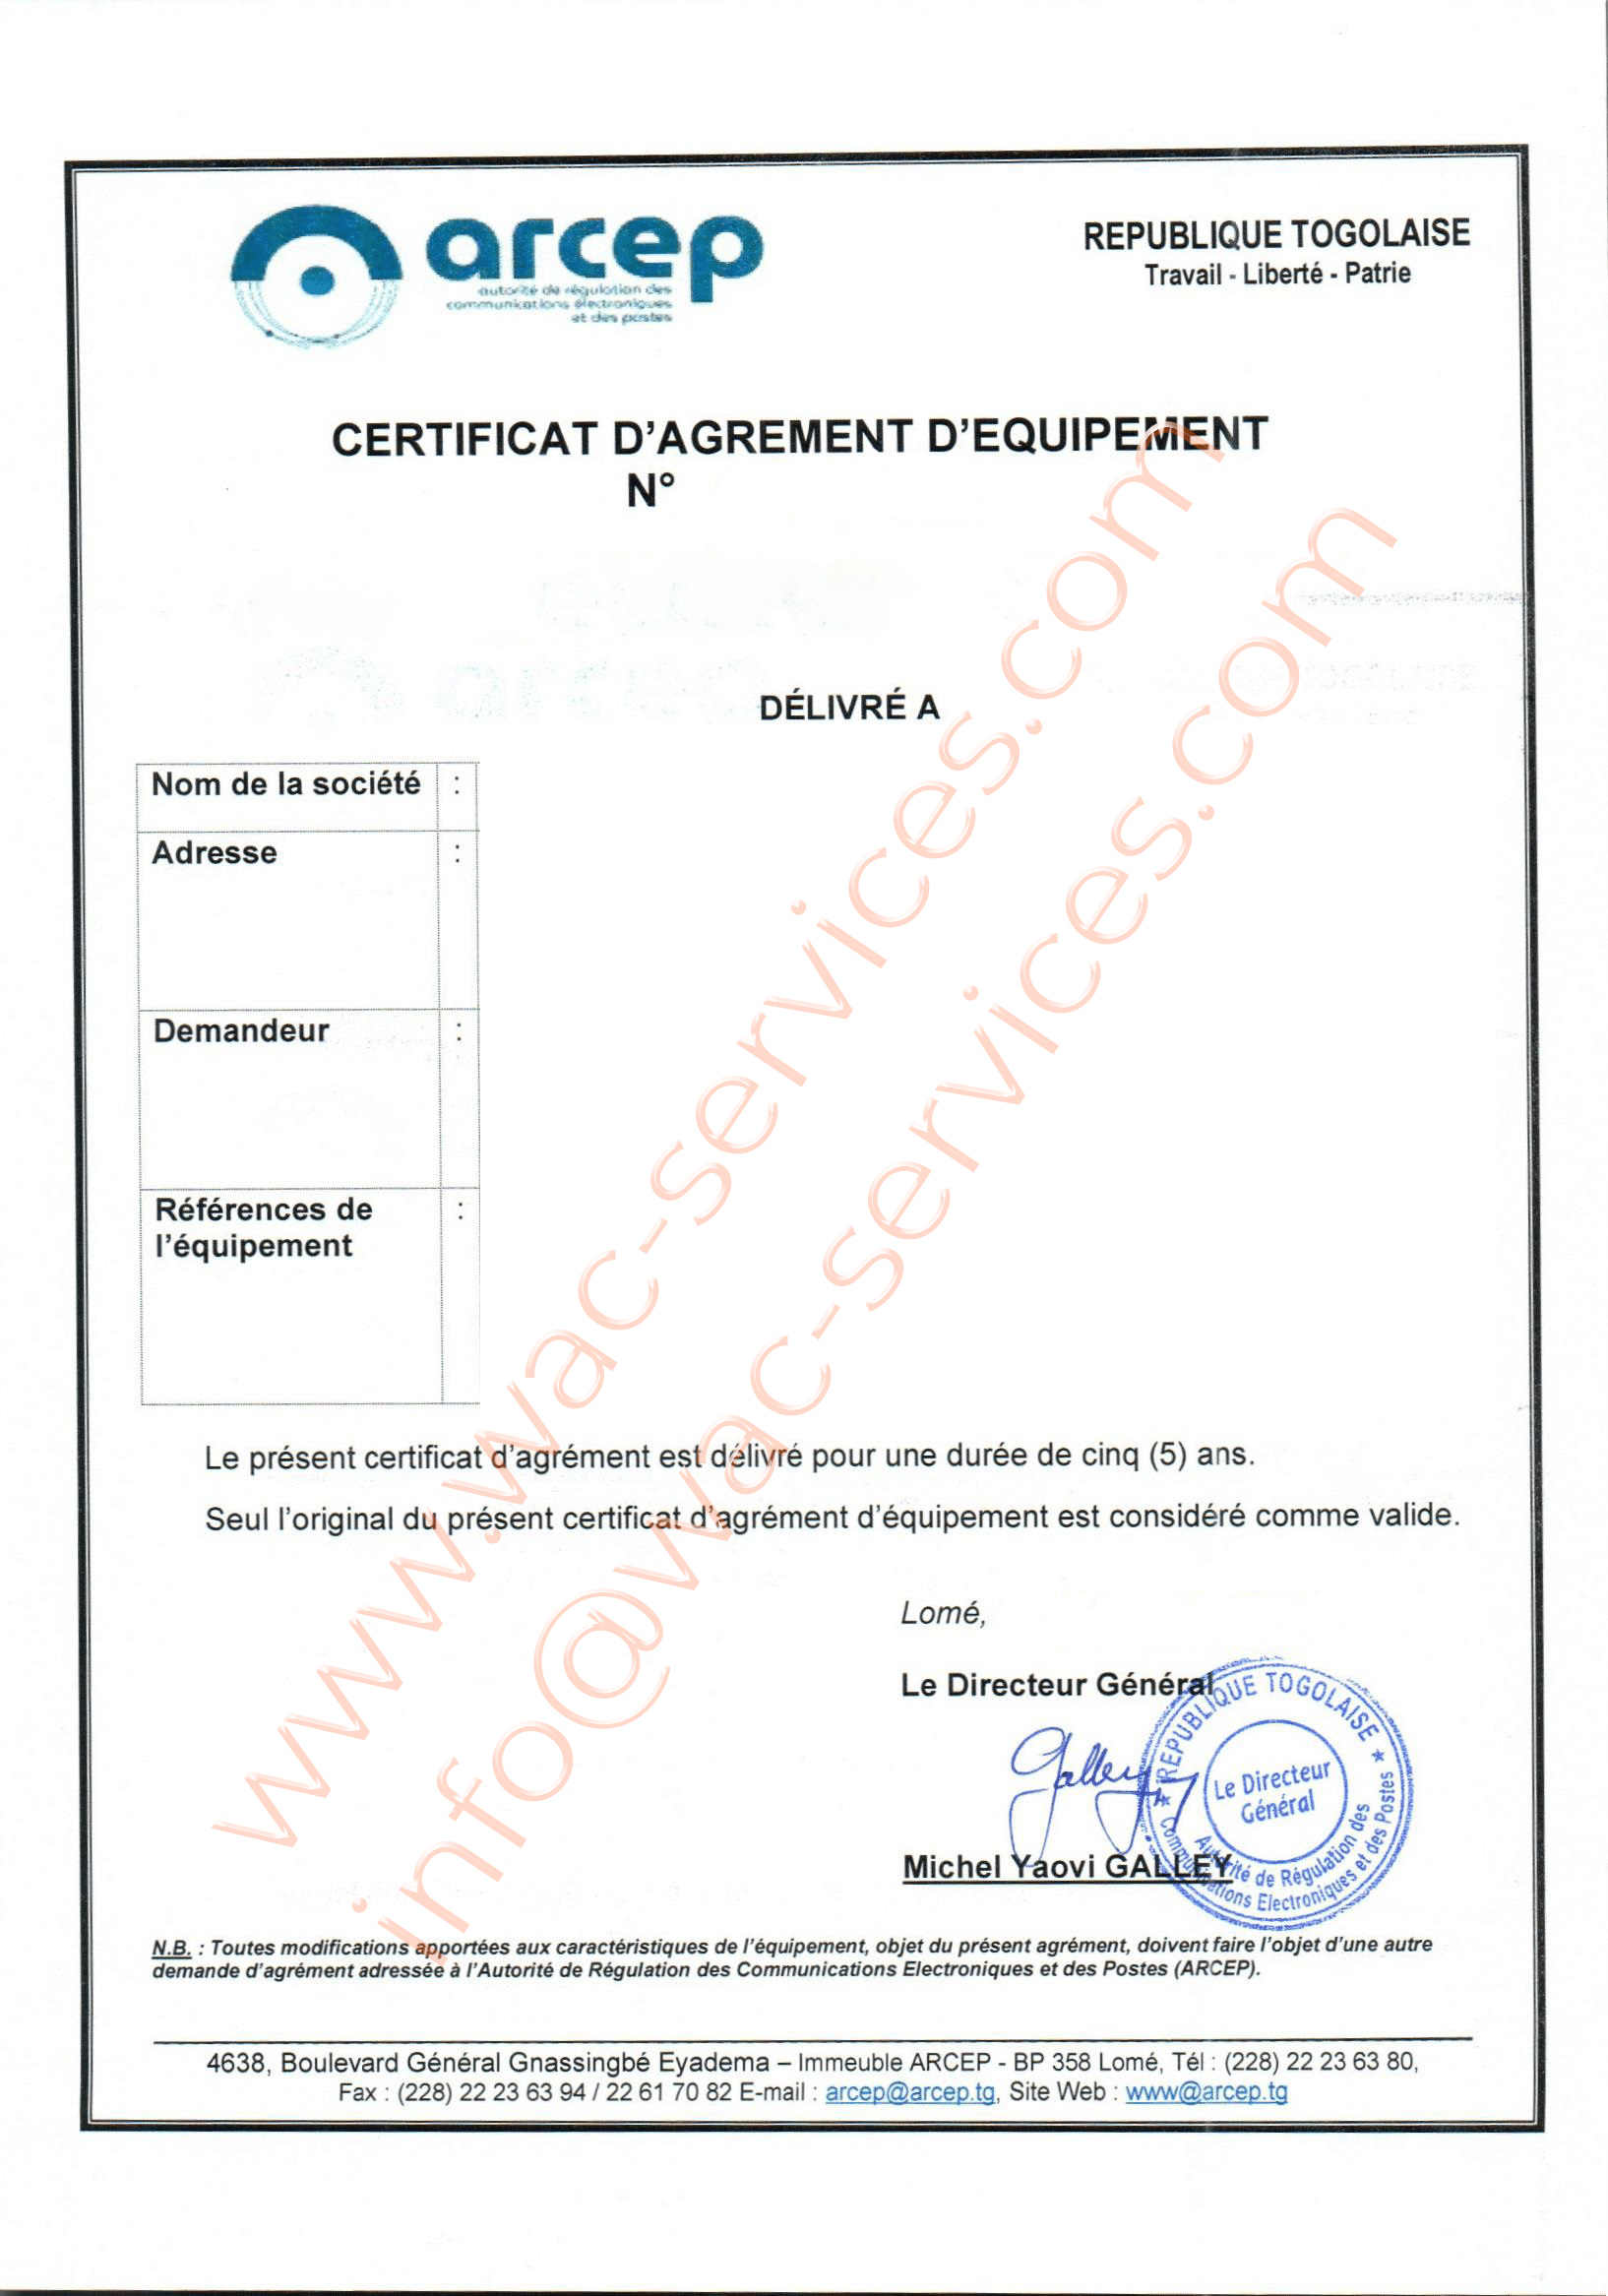 arcep
autorité de régulation des
communications électroniques
et des postes
REPUBLIQUE TOGOLAISE
Travail - Liberté - Patrie
CERTIFICAT D'AGREMENT D'EQUIPEMENT
N°
DÉLIVRÉ A
Nom de la société :
Adresse :
Demandeur :
Références de :
l'équipement
Le présent certificat d'agrément est délivré pour une durée de cinq (5) ans.
Seul l'original du présent certificat d'agrément d'équipement est considéré comme valide.
Lomé,
Le Directeur Général
Galley
REPUBLIQUE TOGOLAISE
Le Directeur
Général
Autorité de Régulation des
Communications Electroniques et des Postes
Michel Yaovi GALLEY
N.B. : Toutes modifications apportées aux caractéristiques de l'équipement, objet du présent agrément, doivent faire l'objet d'une autre
demande d'agrément adressée à l'Autorité de Régulation des Communications Electroniques et des Postes (ARCEP).
4638, Boulevard Général Gnassingbé Eyadema – Immeuble ARCEP - BP 358 Lomé, Tél : (228) 22 23 63 80,
Fax : (228) 22 23 63 94 / 22 61 70 82 E-mail : arcep@arcep.tg, Site Web : www@arcep.tg
www.wac-services.com
info@wac-services.com